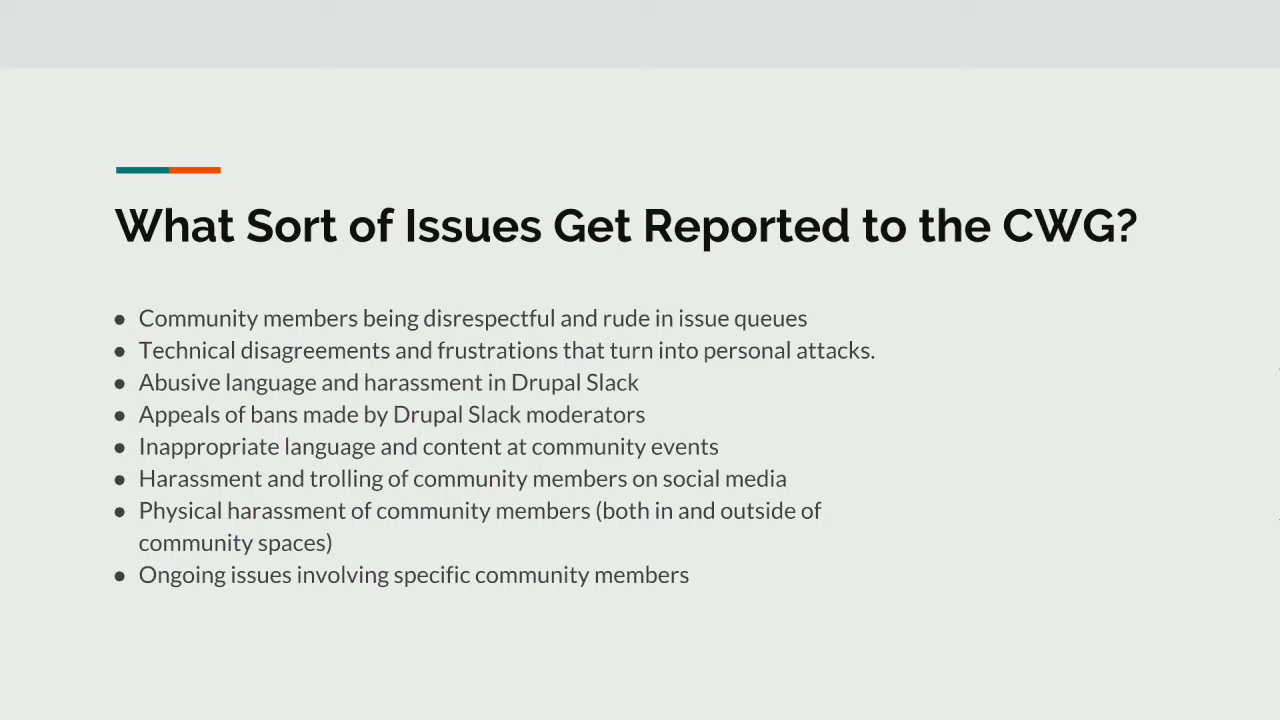 What Sort of Issues Get Reported to the CWG?
● Community members being disrespectful and rude in issue queues
● Technical disagreements and frustrations that turn into personal attacks.
● Abusive language and harassment in Drupal Slack
● Appeals of bans made by Drupal Slack moderators
● Inappropriate language and content at community events
● Harassment and trolling of community members on social media
● Physical harassment of community members (both in and outside of
community spaces)
● Ongoing issues involving specific community members